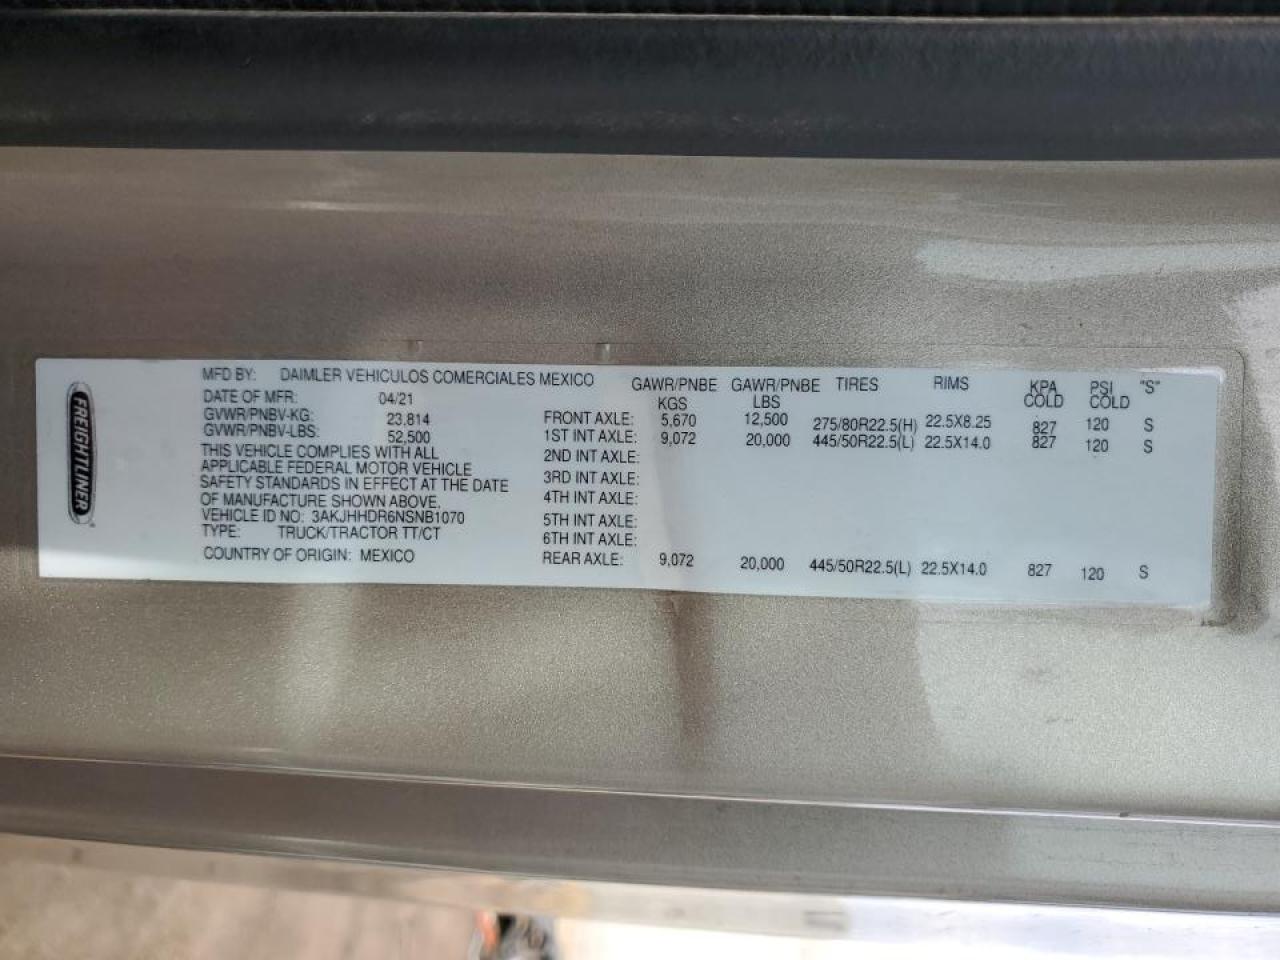 FREIGHTLINER
MFD BY: DAIMLER VEHICULOS COMERCIALES MEXICO
DATE OF MFR: 04/21
GVWR/PNBV-KG: 23,814
GVWR/PNBV-LBS: 52,500
THIS VEHICLE COMPLIES WITH ALL
APPLICABLE FEDERAL MOTOR VEHICLE
SAFETY STANDARDS IN EFFECT AT THE DATE
OF MANUFACTURE SHOWN ABOVE.
VEHICLE ID NO: 3AKJHHDR6NSNB1070
TYPE: TRUCK/TRACTOR TT/CT
COUNTRY OF ORIGIN: MEXICO
GAWR/PNBE GAWR/PNBE TIRES RIMS KPA PSI "S"
KGS LBS COLD COLD
FRONT AXLE: 5,670 12,500 275/80R22.5(H) 22.5X8.25 827 120 S
1ST INT AXLE: 9,072 20,000 445/50R22.5(L) 22.5X14.0 827 120 S
2ND INT AXLE:
3RD INT AXLE:
4TH INT AXLE:
5TH INT AXLE:
6TH INT AXLE:
REAR AXLE: 9,072 20,000 445/50R22.5(L) 22.5X14.0 827 120 S